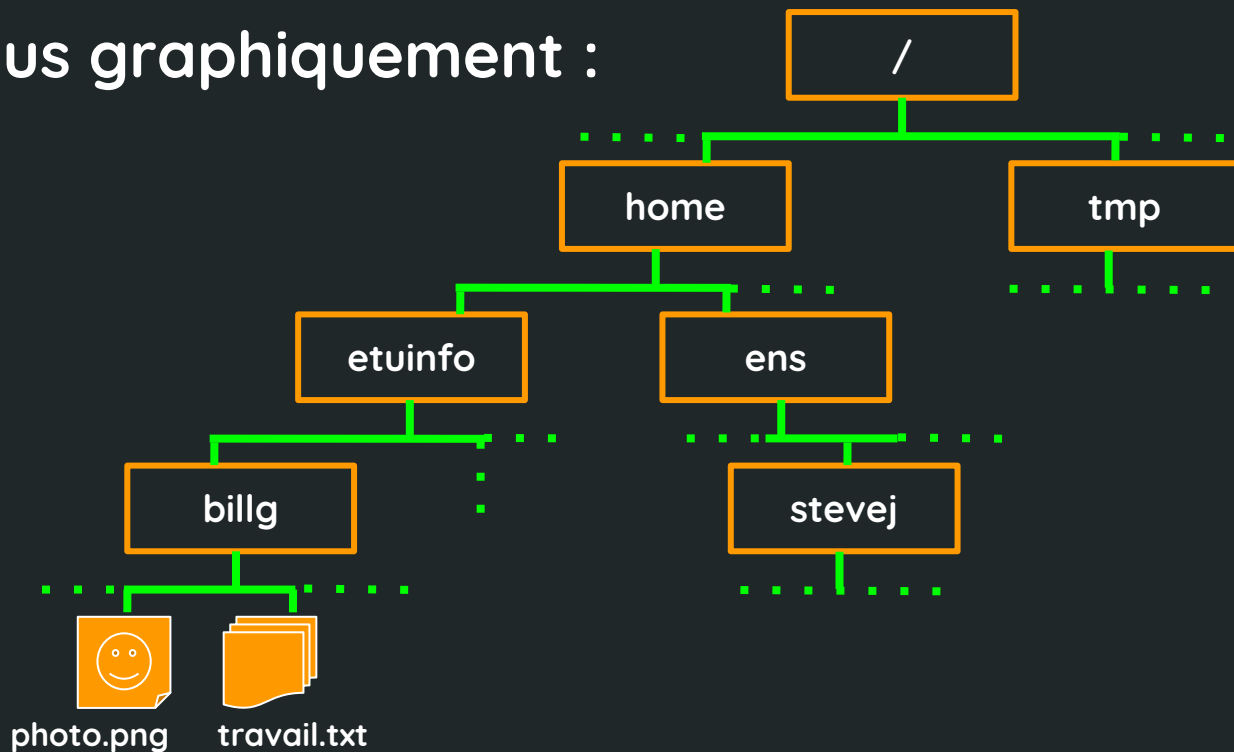 us graphiquement :
/
home
tmp
etuinfo
ens
billg
stevej
photo.png
travail.txt